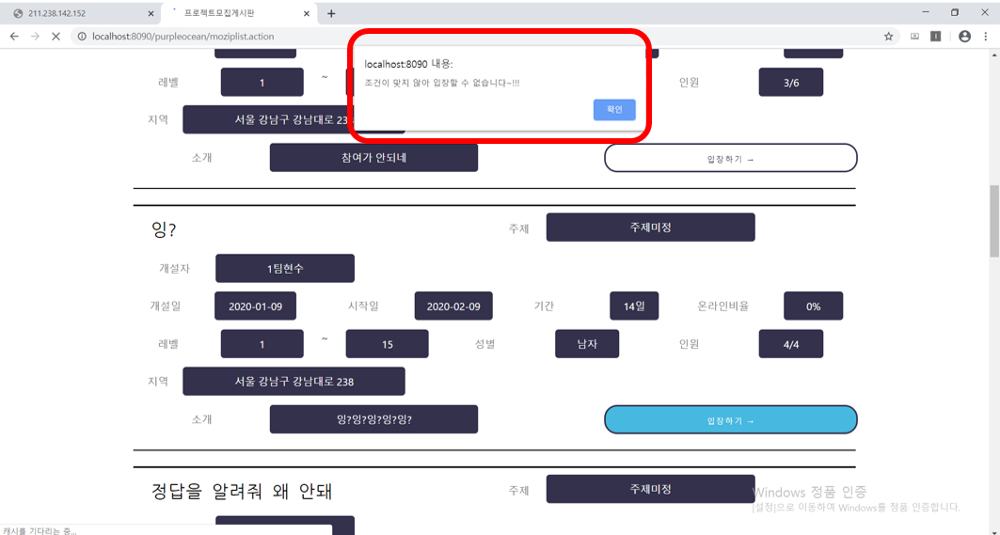 211.238.142.152
프로젝트모집게시판
localhost:8090/purpleocean/moziplist.action
localhost:8090 내용:
조건이 맞지 않아 입장할 수 없습니다~!!!
확인
레벨 1 ~ 인원 3/6
지역 서울 강남구 강남대로 23
소개 참여가 안되네 입장하기 →
잉? 주제 주제미정
개설자 1팀현수
개설일 2020-01-09 시작일 2020-02-09 기간 14일 온라인비율 0%
레벨 1 ~ 15 성별 남자 인원 4/4
지역 서울 강남구 강남대로 238
소개 잉?잉?잉?잉?잉? 입장하기 →
정답을 알려줘 왜 안돼 주제 주제미정
Windows 정품 인증
[설정]으로 이동하여 Windows를 정품 인증합니다.
캐시를 기다리는 중...